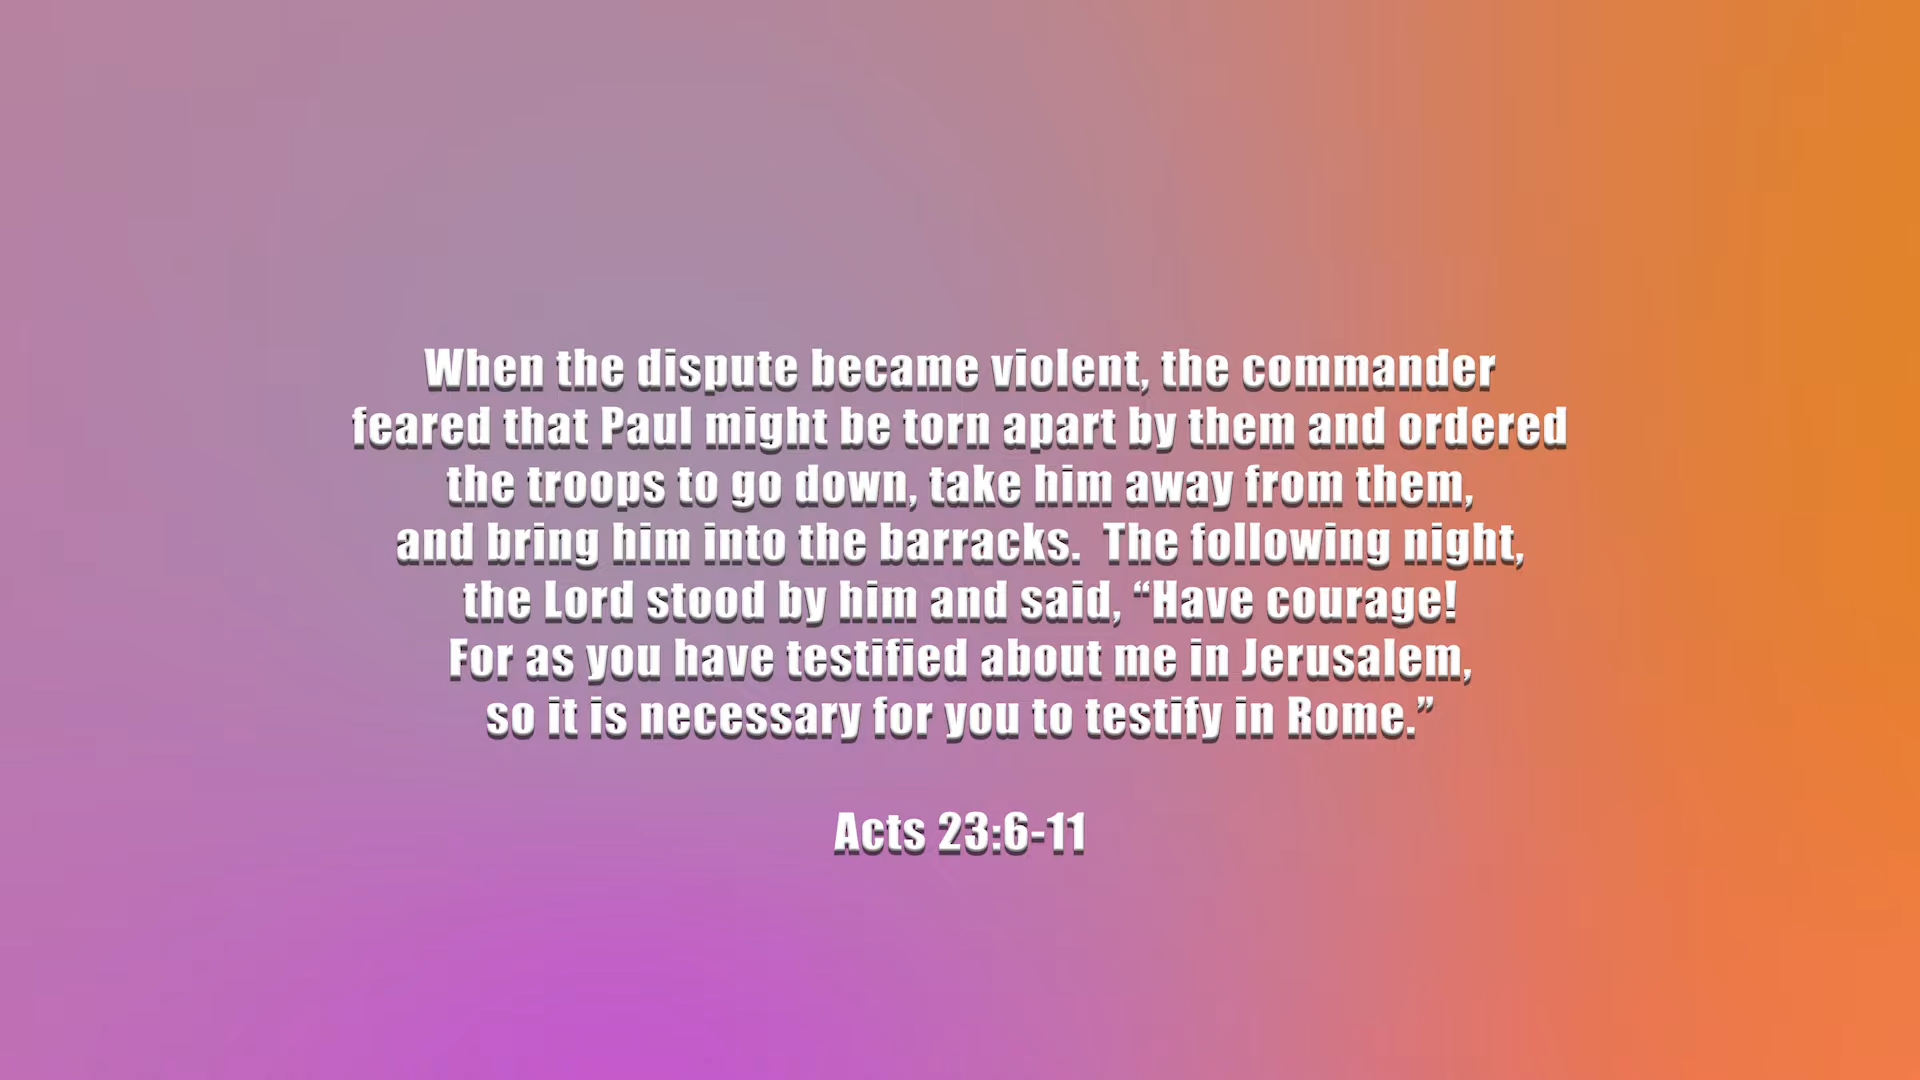 When the dispute became violent, the commander
feared that Paul might be torn apart by them and ordered
the troops to go down, take him away from them,
and bring him into the barracks.  The following night,
the Lord stood by him and said, “Have courage!
For as you have testified about me in Jerusalem,
so it is necessary for you to testify in Rome.”
Acts 23:6-11